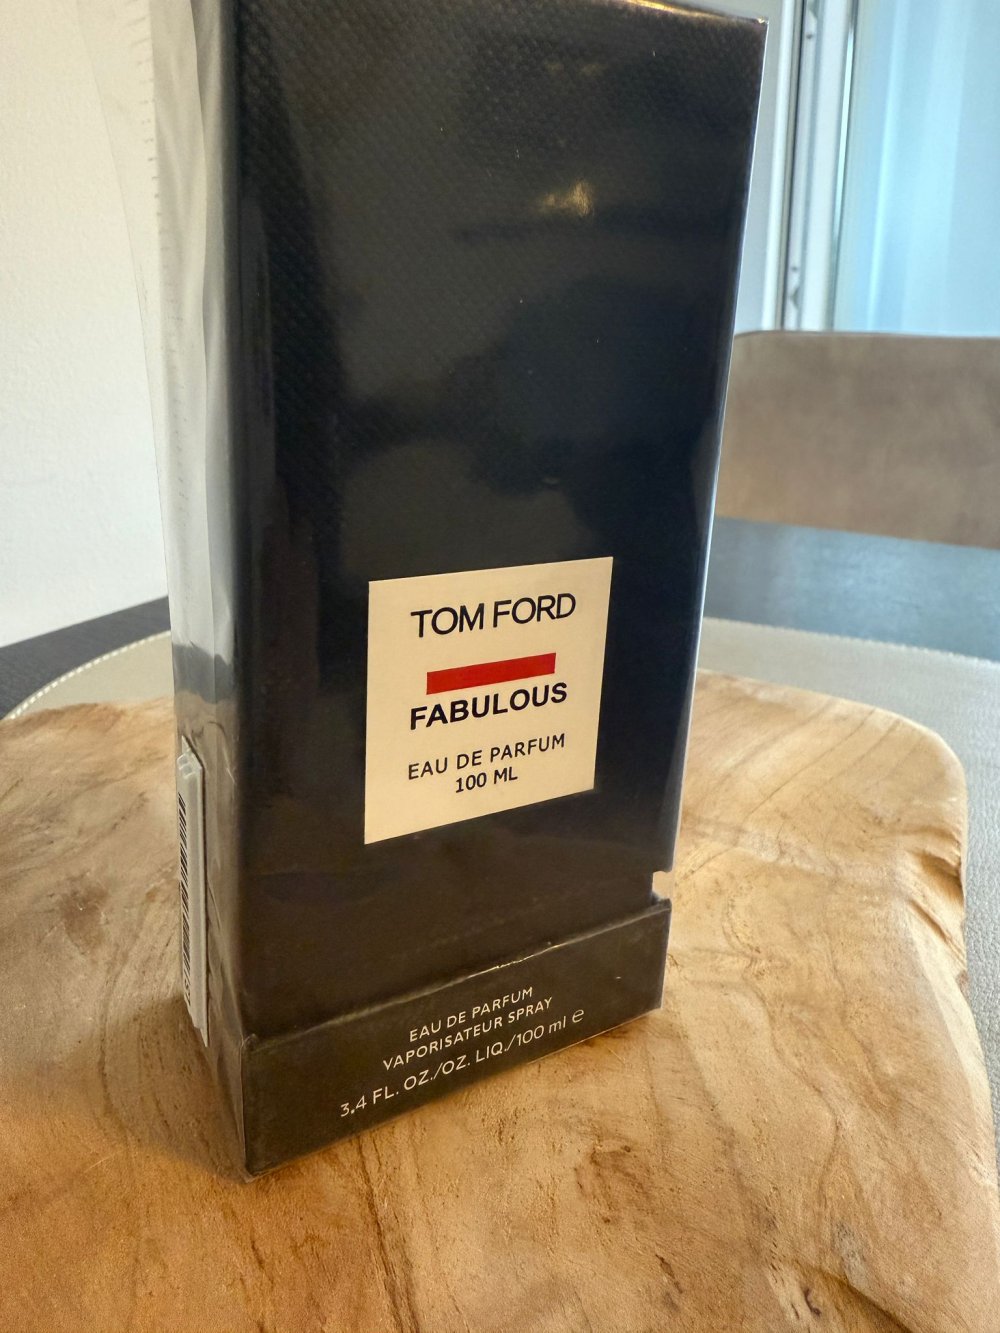 TOM FORD
FABULOUS
EAU DE PARFUM
100 ML
EAU DE PARFUM
VAPORISATEUR SPRAY
3.4 FL. OZ./OZ. LIQ./100 ml e